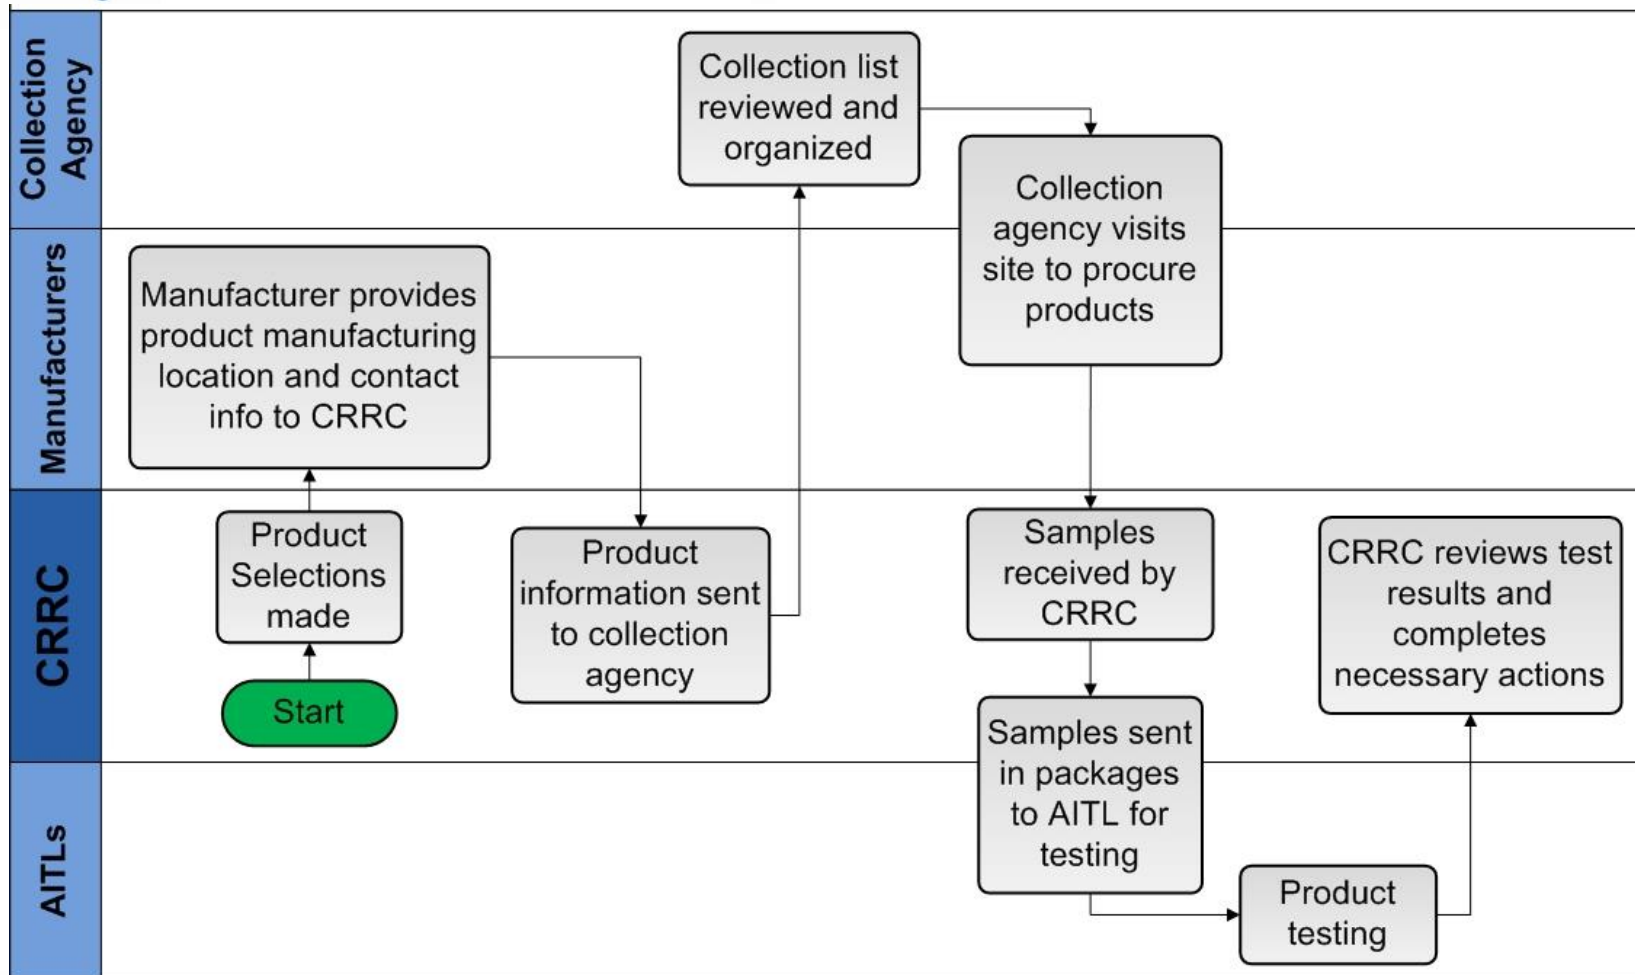 Collection
Agency
Manufacturers
CRRC
AITLs
Collection list
reviewed and
organized
Collection
agency visits
site to procure
products
Manufacturer provides
product manufacturing
location and contact
info to CRRC
Product
Selections
made
Start
Product
information sent
to collection
agency
Samples
received by
CRRC
CRRC reviews test
results and
completes
necessary actions
Samples sent
in packages
to AITL for
testing
Product
testing